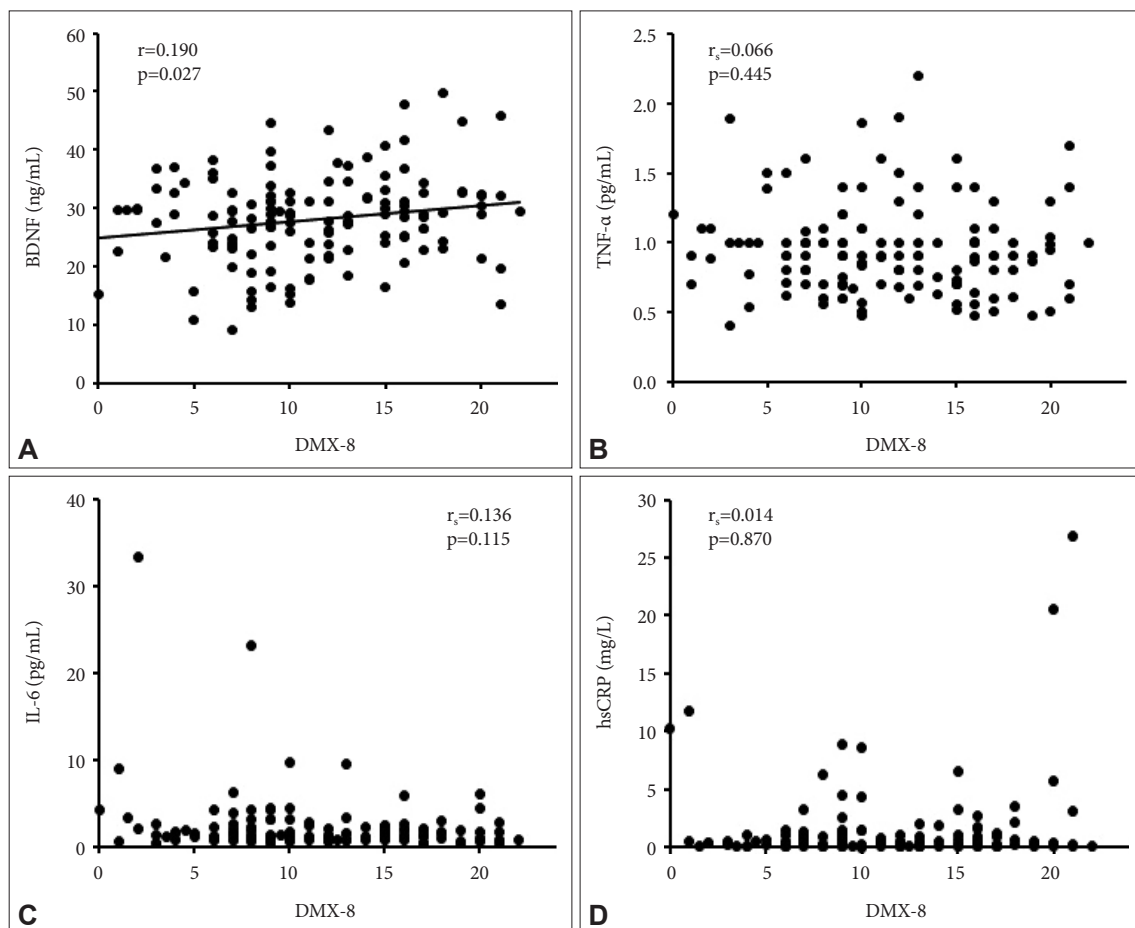 60
50
40
30
20
10
0
BDNF (ng/mL)
r=0.190
p=0.027
0 5 10 15 20
DMX-8
A
2.5
2.0
1.5
1.0
0.5
0.0
TNF-α (pg/mL)
rₛ=0.066
p=0.445
0 5 10 15 20
DMX-8
B
40
30
20
10
0
IL-6 (pg/mL)
rₛ=0.136
p=0.115
0 5 10 15 20
DMX-8
C
30
25
20
15
10
5
0
hsCRP (mg/L)
rₛ=0.014
p=0.870
0 5 10 15 20
DMX-8
D